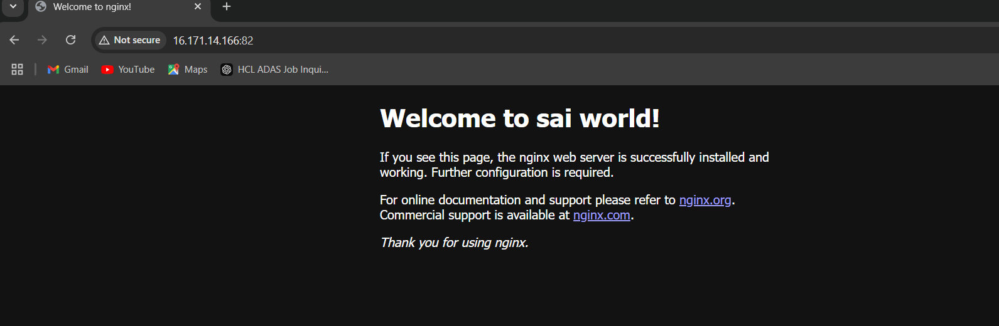 Welcome to nginx!
Not secure 16.171.14.166:82
Gmail YouTube Maps HCL ADAS Job Inqui...
Welcome to sai world!
If you see this page, the nginx web server is successfully installed and
working. Further configuration is required.
For online documentation and support please refer to nginx.org.
Commercial support is available at nginx.com.
Thank you for using nginx.